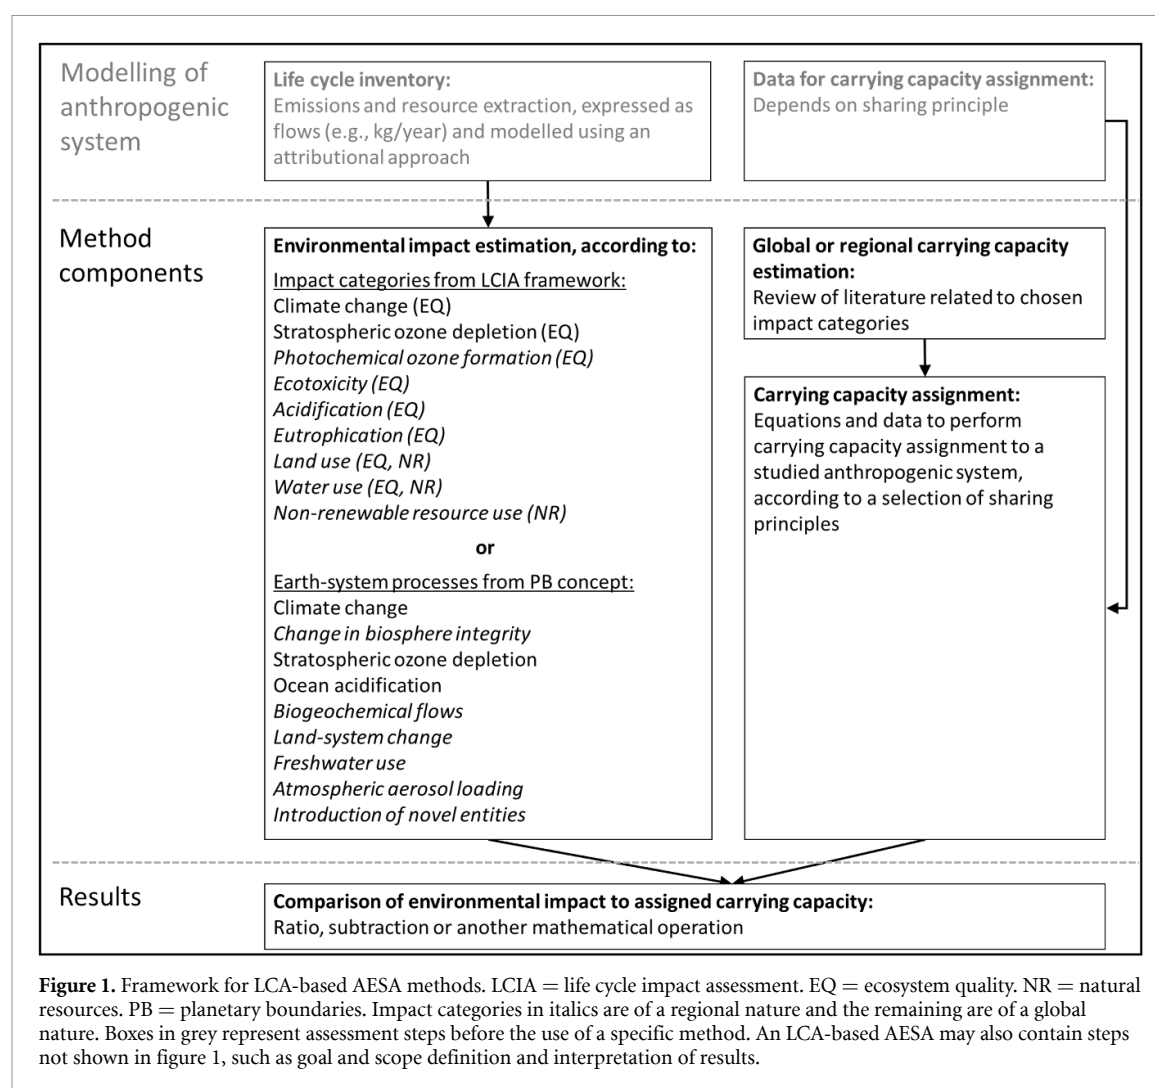 Modelling of
anthropogenic
system
Life cycle inventory:
Emissions and resource extraction, expressed as
flows (e.g., kg/year) and modelled using an
attributional approach
Data for carrying capacity assignment:
Depends on sharing principle
Method
components
Environmental impact estimation, according to:
Impact categories from LCIA framework:
Climate change (EQ)
Stratospheric ozone depletion (EQ)
Photochemical ozone formation (EQ)
Ecotoxicity (EQ)
Acidification (EQ)
Eutrophication (EQ)
Land use (EQ, NR)
Water use (EQ, NR)
Non-renewable resource use (NR)
or
Earth-system processes from PB concept:
Climate change
Change in biosphere integrity
Stratospheric ozone depletion
Ocean acidification
Biogeochemical flows
Land-system change
Freshwater use
Atmospheric aerosol loading
Introduction of novel entities
Global or regional carrying capacity
estimation:
Review of literature related to chosen
impact categories
Carrying capacity assignment:
Equations and data to perform
carrying capacity assignment to a
studied anthropogenic system,
according to a selection of sharing
principles
Results
Comparison of environmental impact to assigned carrying capacity:
Ratio, subtraction or another mathematical operation
Figure 1. Framework for LCA-based AESA methods. LCIA = life cycle impact assessment. EQ = ecosystem quality. NR = natural
resources. PB = planetary boundaries. Impact categories in italics are of a regional nature and the remaining are of a global
nature. Boxes in grey represent assessment steps before the use of a specific method. An LCA-based AESA may also contain steps
not shown in figure 1, such as goal and scope definition and interpretation of results.